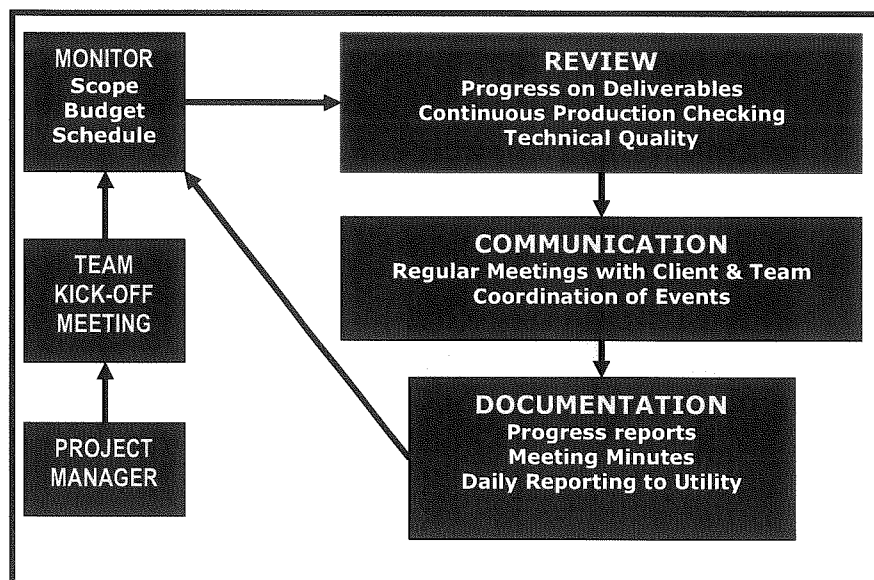 MONITOR
Scope
Budget
Schedule
REVIEW
Progress on Deliverables
Continuous Production Checking
Technical Quality
TEAM
KICK-OFF
MEETING
COMMUNICATION
Regular Meetings with Client & Team
Coordination of Events
PROJECT
MANAGER
DOCUMENTATION
Progress reports
Meeting Minutes
Daily Reporting to Utility